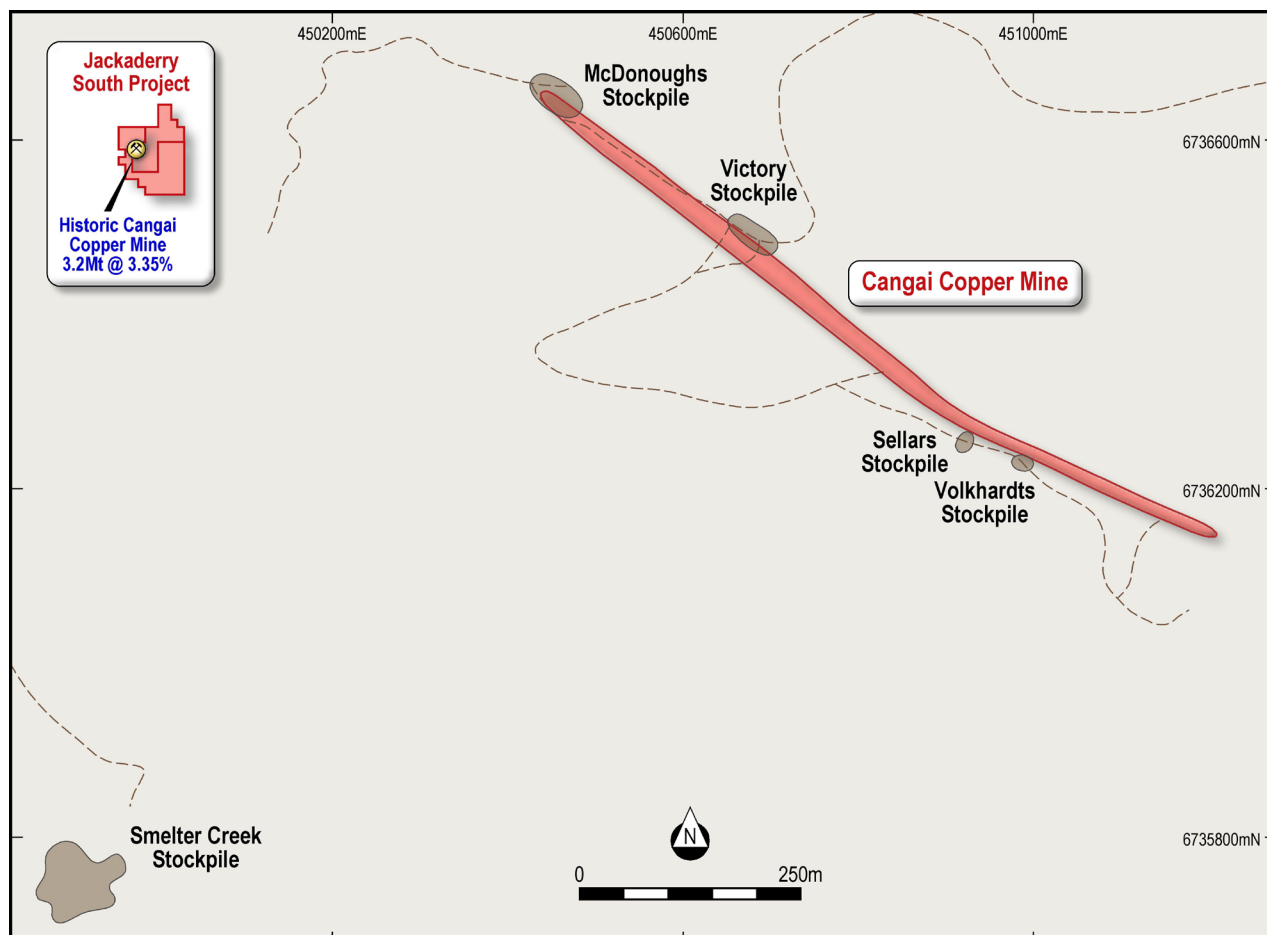 450200mE
450600mE
451000mE
Jackaderry
South Project
Historic Cangai
Copper Mine
3.2Mt @ 3.35%
McDonoughs
Stockpile
6736600mN
Victory
Stockpile
Cangai Copper Mine
Sellars
Stockpile
Volkhardts
Stockpile
6736200mN
Smelter Creek
Stockpile
N
6735800mN
0
250m